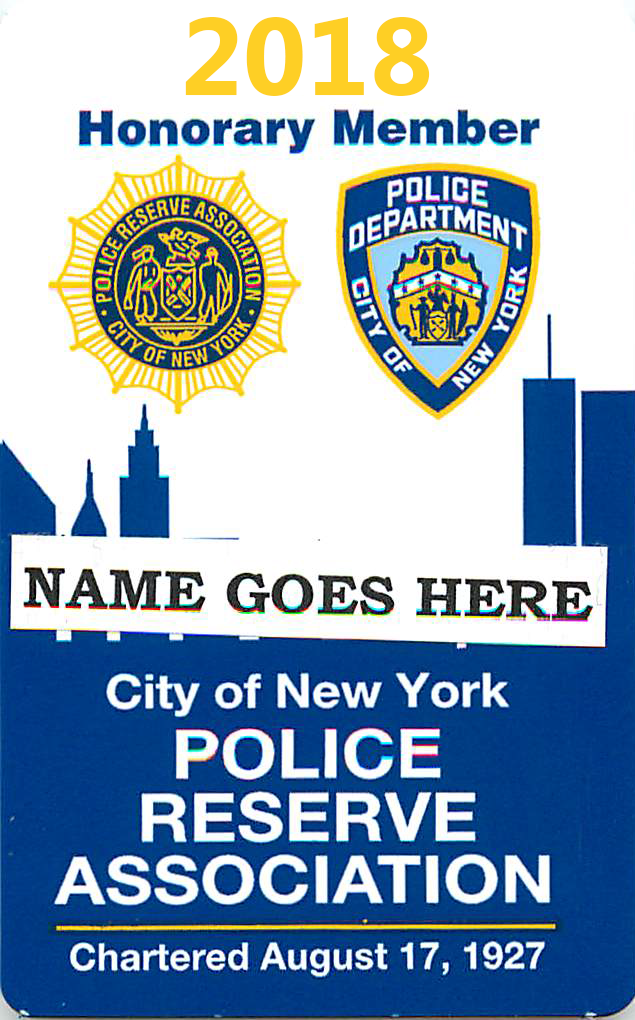 2018
Honorary Member
POLICE RESERVE ASSOCIATION
• CITY OF NEW YORK •
POLICE
DEPARTMENT
CITY OF NEW YORK
NAME GOES HERE
City of New York
POLICE
RESERVE
ASSOCIATION
Chartered August 17, 1927